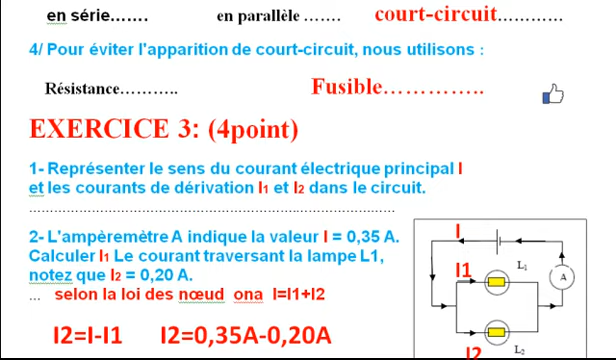 en série.......
en parallèle .......
court-circuit............
4/ Pour éviter l'apparition de court-circuit, nous utilisons :
Résistance...........
Fusible..............
EXERCICE 3: (4point)
1- Représenter le sens du courant électrique principal I
et les courants de dérivation I1 et I2 dans le circuit.
2- L'ampèremètre A indique la valeur I = 0,35 A.
Calculer I1 Le courant traversant la lampe L1,
notez que I2 = 0,20 A.
... selon la loi des nœud ona I=I1+I2
I2=I-I1 I2=0,35A-0,20A
I
I1
L1
A
I2
L2